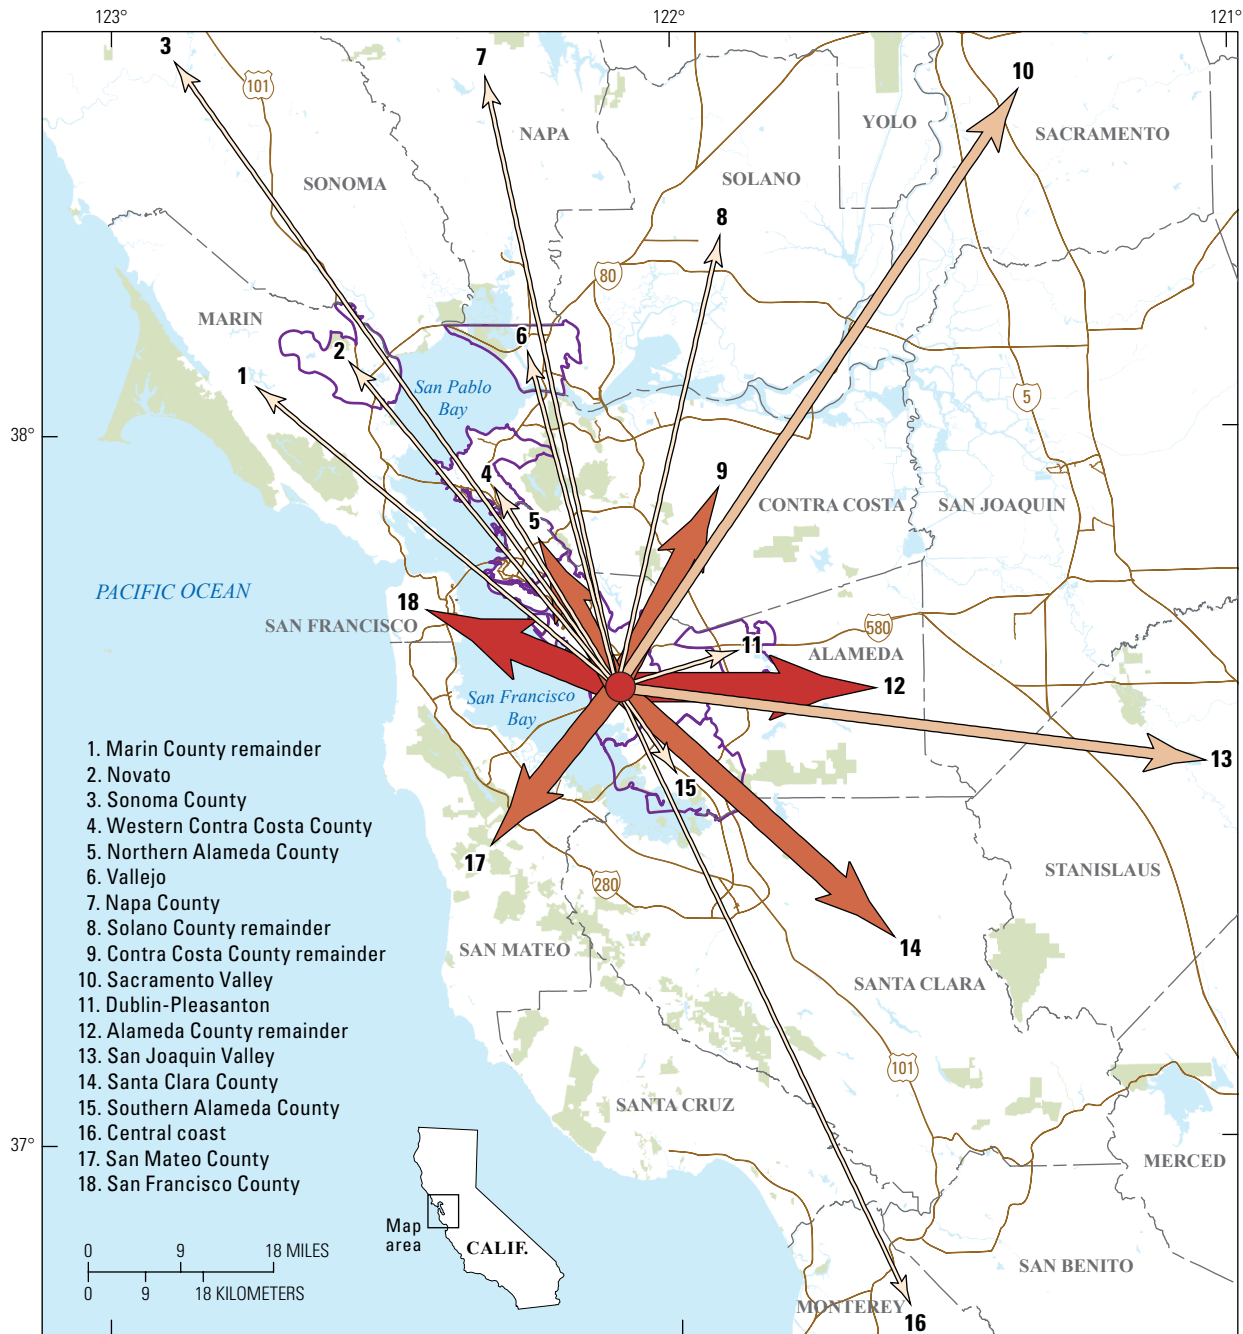 123°
122°
121°
3
7
10
101
NAPA
YOLO
SACRAMENTO
SONOMA
SOLANO
8
80
MARIN
6
2
1
San Pablo
Bay
5
38°
4
9
CONTRA COSTA
SAN JOAQUIN
5
PACIFIC OCEAN
18
SAN FRANCISCO
580
11
ALAMEDA
12
San Francisco
Bay
13
15
1. Marin County remainder
2. Novato
3. Sonoma County
4. Western Contra Costa County
5. Northern Alameda County
6. Vallejo
7. Napa County
8. Solano County remainder
9. Contra Costa County remainder
10. Sacramento Valley
11. Dublin-Pleasanton
12. Alameda County remainder
13. San Joaquin Valley
14. Santa Clara County
15. Southern Alameda County
16. Central coast
17. San Mateo County
18. San Francisco County
17
280
STANISLAUS
SAN MATEO
14
SANTA CLARA
101
SANTA CRUZ
37°
MERCED
Map
area
CALIF.
0 9 18 MILES
0 9 18 KILOMETERS
SAN BENITO
MONTEREY
16